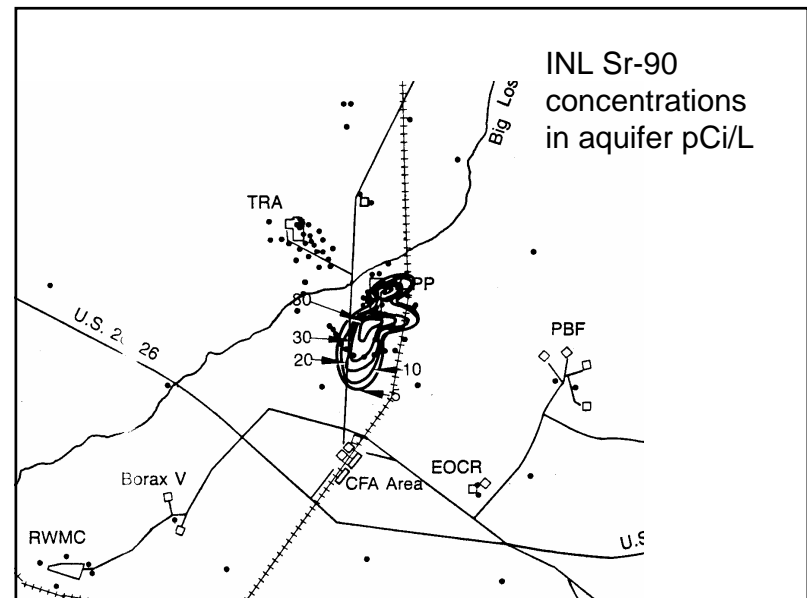 INL Sr-90
concentrations
in aquifer pCi/L
Big Los
TRA
PP
30
20
10
5
U.S. 26
PBF
EOCR
CFA Area
Borax V
RWMC
U.S